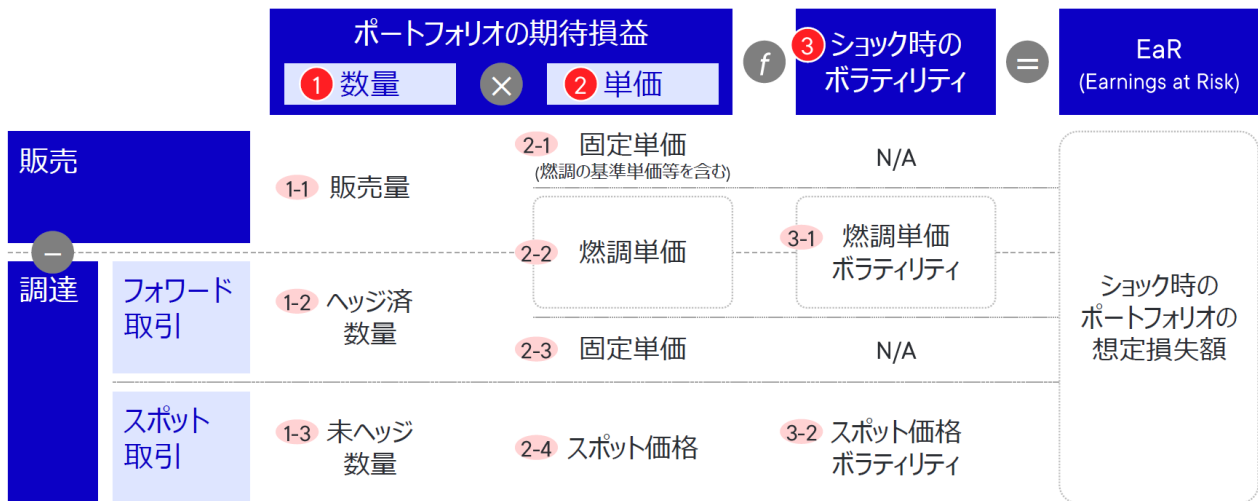 ポートフォリオの期待損益
1 数量
×
2 単価
f
3 ショック時の
ボラティリティ
=
EaR
(Earnings at Risk)
販売
1-1 販売量
2-1 固定単価
(燃調の基準単価等を含む)
N/A
2-2 燃調単価
3-1 燃調単価
ボラティリティ
−
調達
フォワード
取引
1-2 ヘッジ済
数量
2-3 固定単価
N/A
スポット
取引
1-3 未ヘッジ
数量
2-4 スポット価格
3-2 スポット価格
ボラティリティ
ショック時の
ポートフォリオの
想定損失額